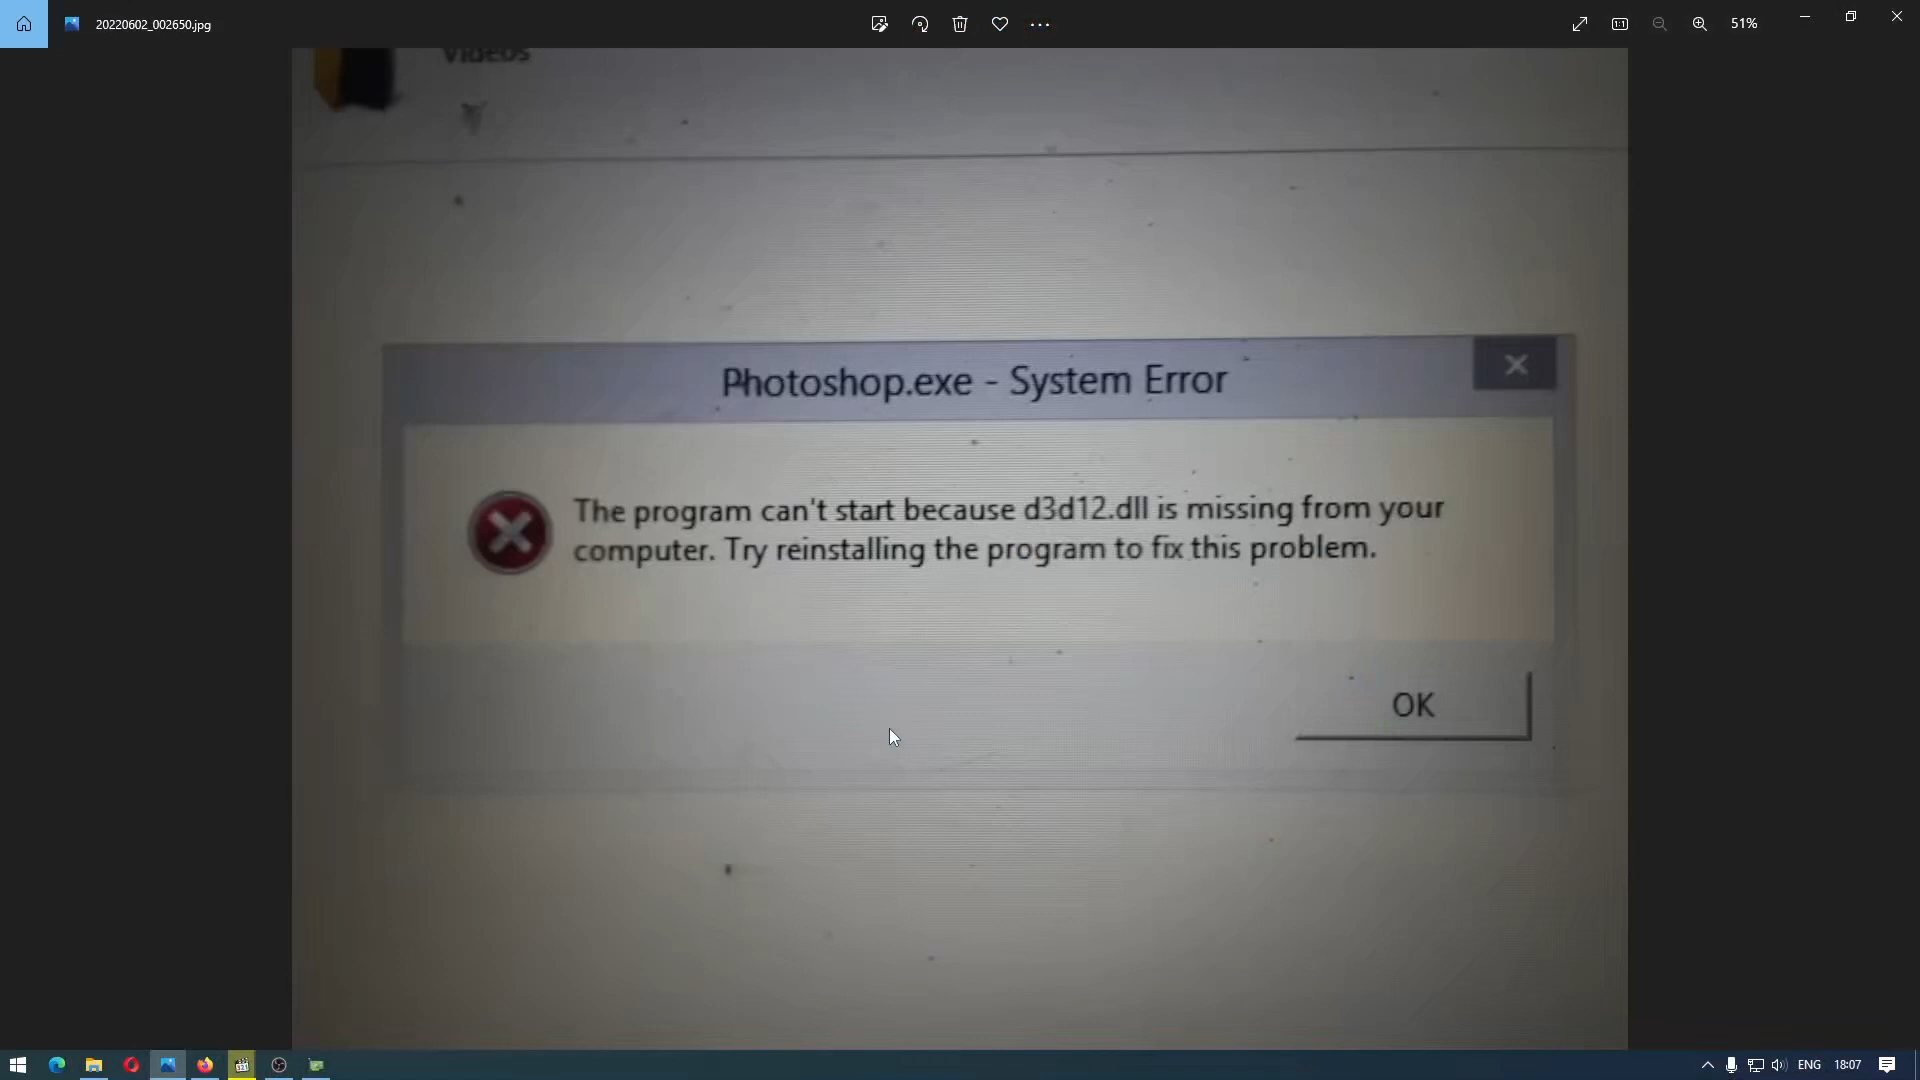 20220602_002650.jpg
51%
Videos
Photoshop.exe - System Error
The program can't start because d3d12.dll is missing from your
computer. Try reinstalling the program to fix this problem.
OK
ENG
18:07